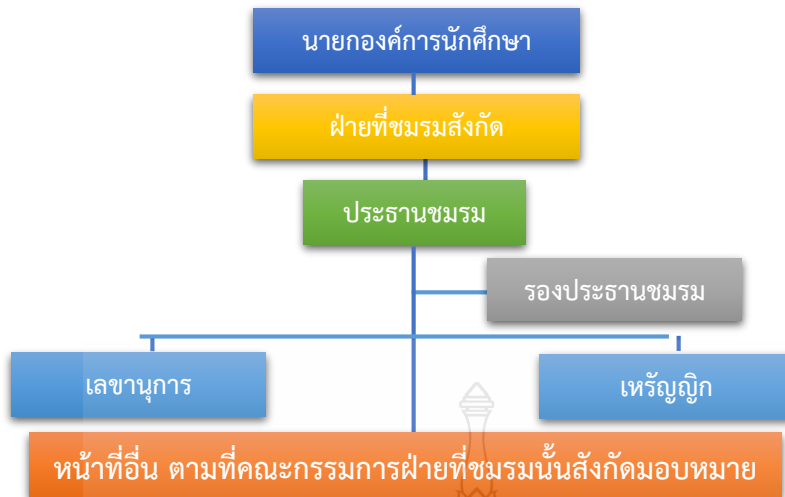 นายกองค์การนักศึกษา
ฝ่ายที่ชมรมสังกัด
ประธานชมรม
รองประธานชมรม
เลขานุการ
เหรัญญิก
หน้าที่อื่น ตามที่คณะกรรมการฝ่ายที่ชมรมนั้นสังกัดมอบหมาย